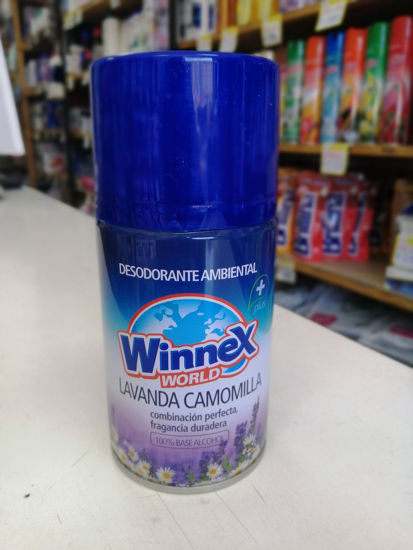 DESODORANTE AMBIENTAL
+
plus
WinneX
WORLD
LAVANDA CAMOMILLA
combinación perfecta,
fragancia duradera
100% BASE ALCOHOL